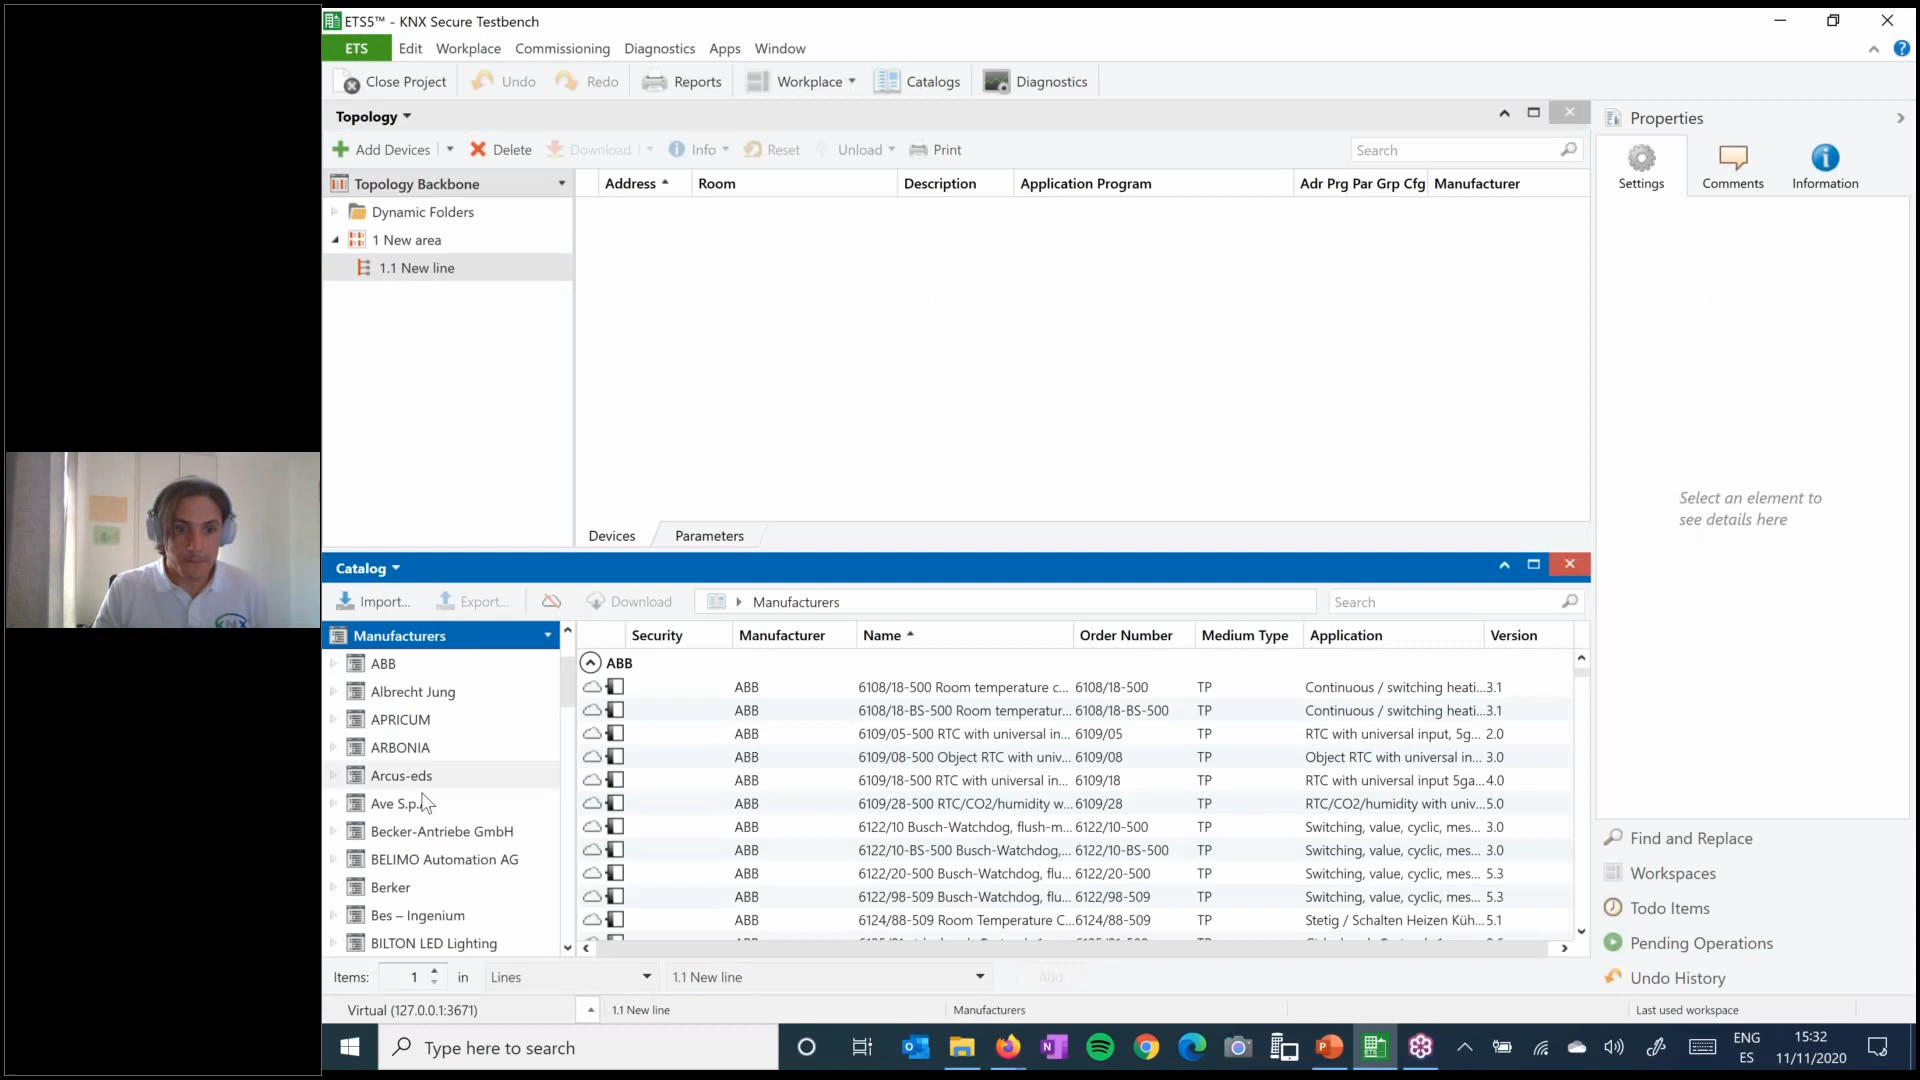 ETS5™ - KNX Secure Testbench
ETS Edit Workplace Commissioning Diagnostics Apps Window
Close Project Undo Redo Reports Workplace Catalogs Diagnostics
Topology
Add Devices Delete Download Info Reset Unload Print Search
Topology Backbone
Dynamic Folders
1 New area
1.1 New line
Address Room Description Application Program Adr Prg Par Grp Cfg Manufacturer
Devices Parameters
Properties
Settings Comments Information
Select an element to
see details here
Find and Replace
Workspaces
Todo Items
Pending Operations
Undo History
Catalog
Import... Export... Download Manufacturers Search
Manufacturers
ABB
Albrecht Jung
APRICUM
ARBONIA
Arcus-eds
Ave S.p.
Becker-Antriebe GmbH
BELIMO Automation AG
Berker
Bes – Ingenium
BILTON LED Lighting
Security Manufacturer Name Order Number Medium Type Application Version
ABB
ABB 6108/18-500 Room temperature c... 6108/18-500 TP Continuous / switching heati... 3.1
ABB 6108/18-BS-500 Room temperatur... 6108/18-BS-500 TP Continuous / switching heati... 3.1
ABB 6109/05-500 RTC with universal in... 6109/05 TP RTC with universal input, 5g... 2.0
ABB 6109/08-500 Object RTC with univ... 6109/08 TP Object RTC with universal in... 3.0
ABB 6109/18-500 RTC with universal in... 6109/18 TP RTC with universal input 5ga... 4.0
ABB 6109/28-500 RTC/CO2/humidity w... 6109/28 TP RTC/CO2/humidity with univ... 5.0
ABB 6122/10 Busch-Watchdog, flush-m... 6122/10-500 TP Switching, value, cyclic, mes... 3.0
ABB 6122/10-BS-500 Busch-Watchdog,... 6122/10-BS-500 TP Switching, value, cyclic, mes... 3.0
ABB 6122/20-500 Busch-Watchdog, flu... 6122/20-500 TP Switching, value, cyclic, mes... 5.3
ABB 6122/98-509 Busch-Watchdog, flu... 6122/98-509 TP Switching, value, cyclic, mes... 5.3
ABB 6124/88-509 Room Temperature C... 6124/88-509 TP Stetig / Schalten Heizen Küh... 5.1
Items: 1 in Lines 1.1 New line Add
Virtual (127.0.0.1:3671) 1.1 New line Manufacturers Last used workspace
Type here to search
ENG
ES
15:32
11/11/2020
KNX